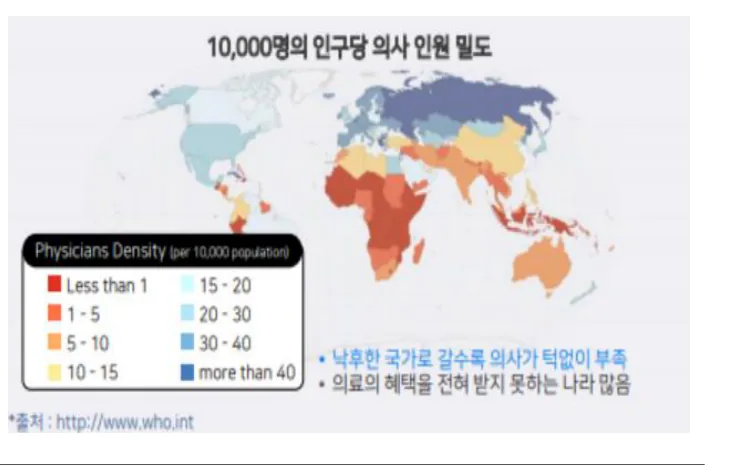 10,000명의 인구당 의사 인원 밀도
Physicians Density (per 10,000 population)
Less than 1
15 - 20
1 - 5
20 - 30
5 - 10
30 - 40
10 - 15
more than 40
• 낙후한 국가로 갈수록 의사가 턱없이 부족
• 의료의 혜택을 전혀 받지 못하는 나라 많음
*출처 : http://www.who.int